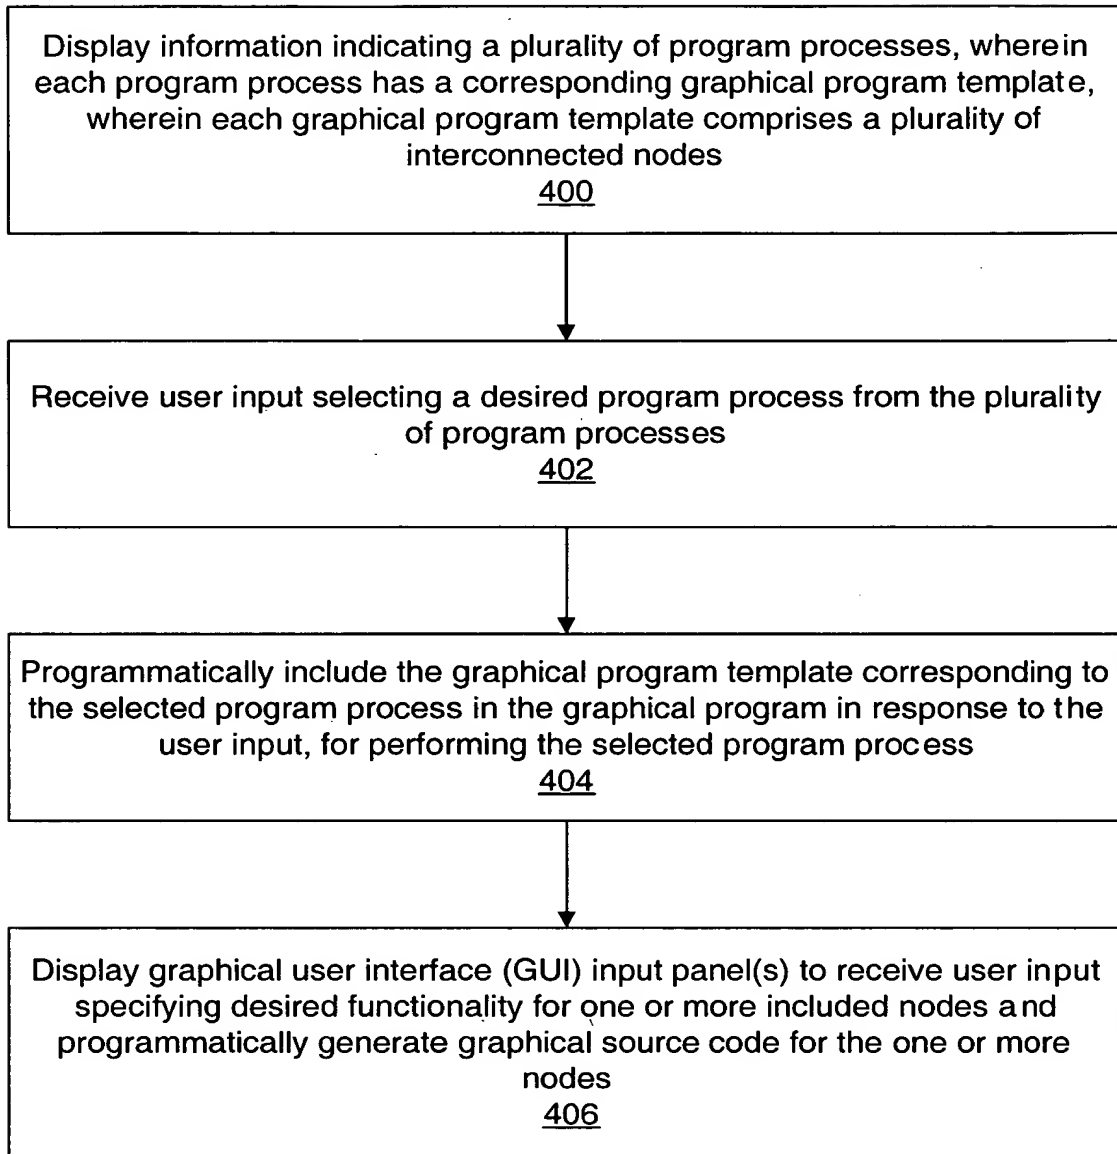 Display information indicating a plurality of program processes, wherein
each program process has a corresponding graphical program template,
wherein each graphical program template comprises a plurality of
interconnected nodes
400
Receive user input selecting a desired program process from the plurality
of program processes
402
Programmatically include the graphical program template corresponding to
the selected program process in the graphical program in response to the
user input, for performing the selected program process
404
Display graphical user interface (GUI) input panel(s) to receive user input
specifying desired functionality for one or more included nodes and
programmatically generate graphical source code for the one or more
nodes
406